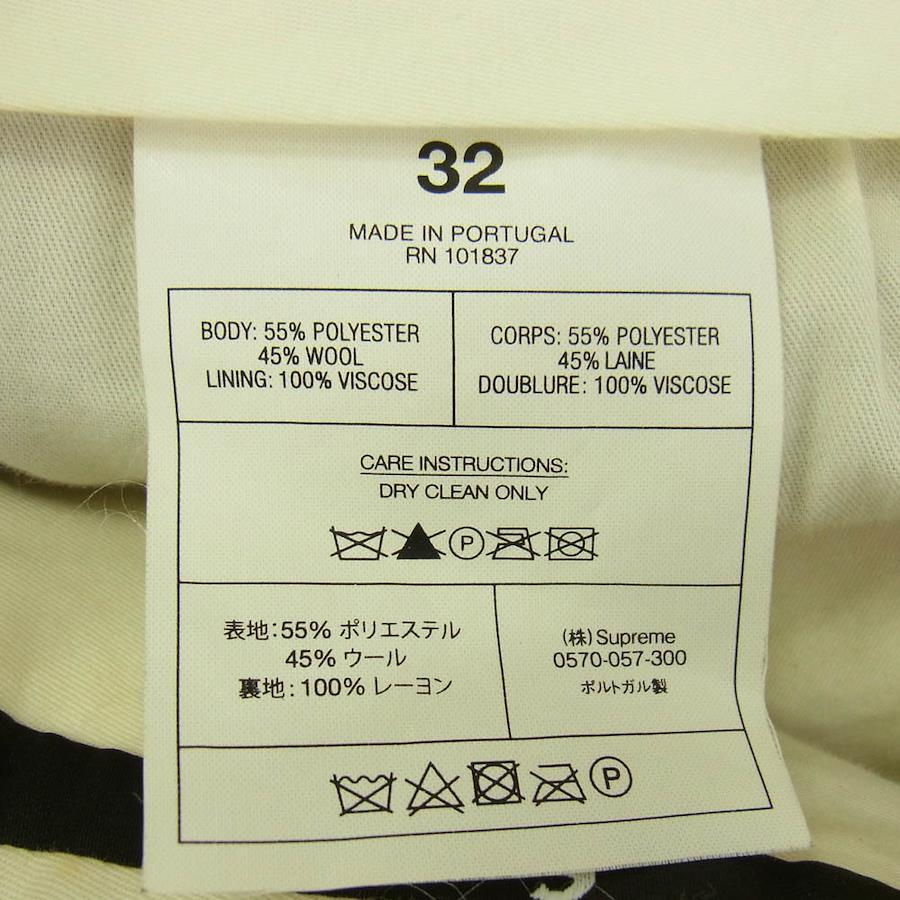 32
MADE IN PORTUGAL
RN 101837
BODY: 55% POLYESTER
45% WOOL
LINING: 100% VISCOSE
CORPS: 55% POLYESTER
45% LAINE
DOUBLURE: 100% VISCOSE
CARE INSTRUCTIONS:
DRY CLEAN ONLY
P
表地:55% ポリエステル
45% ウール
裏地:100% レーヨン
(株)Supreme
0570-057-300
ポルトガル製
P